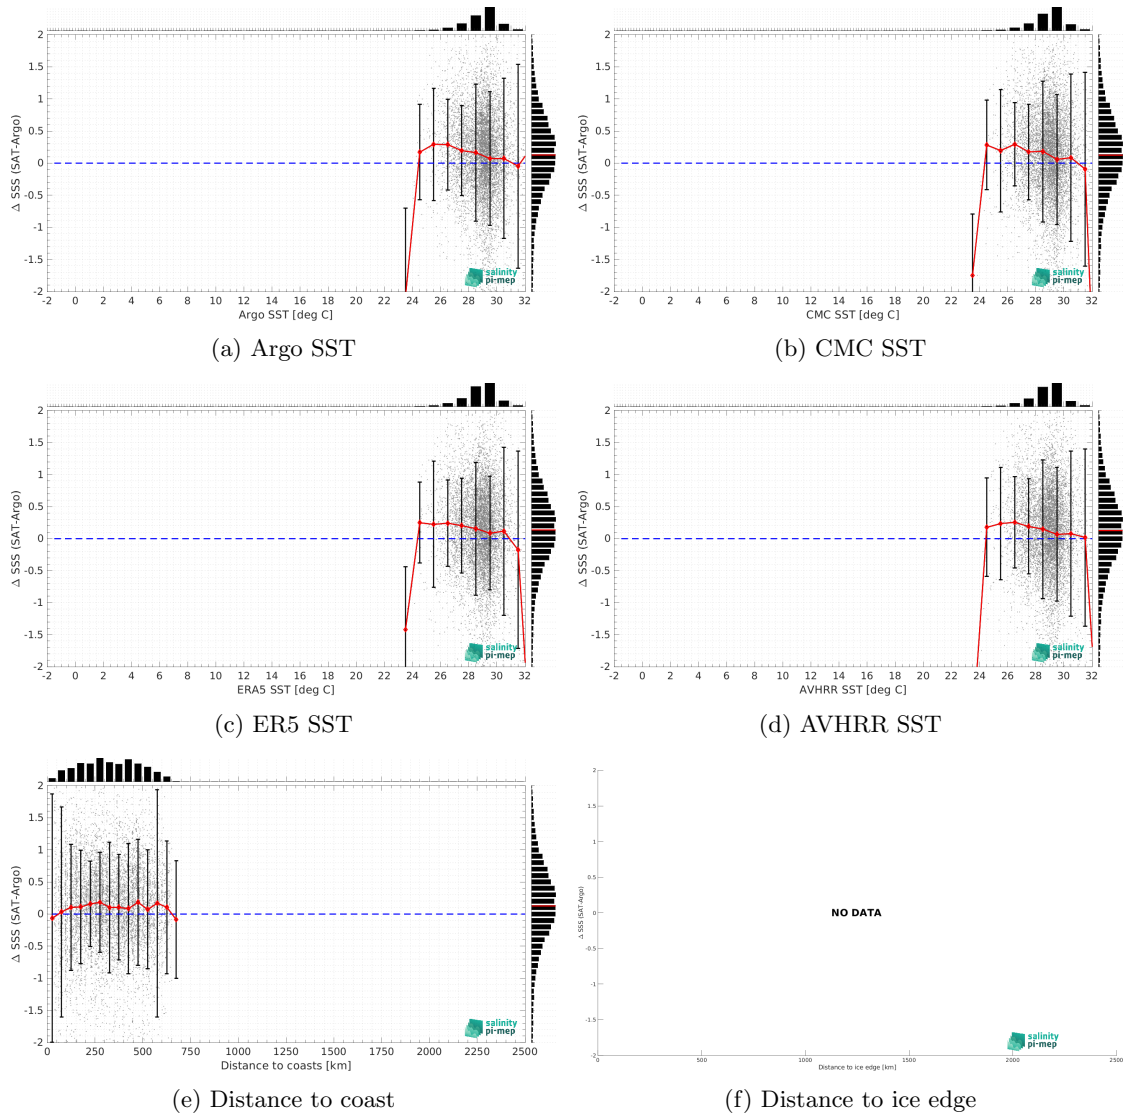 2
1.5
1
0.5
0
-0.5
-1
-1.5
-2
Δ SSS (SAT-Argo)
salinity
pi-mep
-2 0 2 4 6 8 10 12 14 16 18 20 22 24 26 28 30 32
Argo SST [deg C]
(a) Argo SST
2
1.5
1
0.5
0
-0.5
-1
-1.5
-2
Δ SSS (SAT-Argo)
salinity
pi-mep
-2 0 2 4 6 8 10 12 14 16 18 20 22 24 26 28 30 32
CMC SST [deg C]
(b) CMC SST
2
1.5
1
0.5
0
-0.5
-1
-1.5
-2
Δ SSS (SAT-Argo)
salinity
pi-mep
-2 0 2 4 6 8 10 12 14 16 18 20 22 24 26 28 30 32
ERA5 SST [deg C]
(c) ER5 SST
2
1.5
1
0.5
0
-0.5
-1
-1.5
-2
Δ SSS (SAT-Argo)
salinity
pi-mep
-2 0 2 4 6 8 10 12 14 16 18 20 22 24 26 28 30 32
AVHRR SST [deg C]
(d) AVHRR SST
2
1.5
1
0.5
0
-0.5
-1
-1.5
-2
Δ SSS (SAT-Argo)
salinity
pi-mep
0 250 500 750 1000 1250 1500 1750 2000 2250 2500
Distance to coasts [km]
(e) Distance to coast
2
1.5
1
0.5
0
-0.5
-1
-1.5
-2
Δ SSS (SAT-Argo)
NO DATA
salinity
pi-mep
0 500 1000 1500 2000 2500
Distance to ice edge [km]
(f) Distance to ice edge